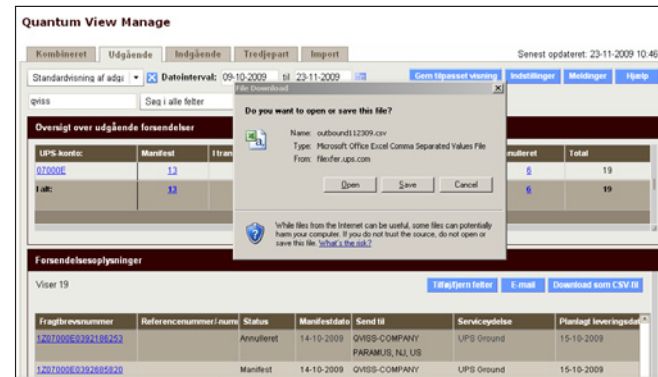 Quantum View Manage
Kombineret Udgående Indgående Tredjepart Import Senest opdateret: 23-11-2009 10:46
Standardvisning af adga Datointerval: 09-10-2009 til 23-11-2009 Gem tilpasset visning Indstillinger Meldinger Hjælp
qviss Søg i alle felter
File Download
Do you want to open or save this file?
Name: outbound112309.csv
Type: Microsoft Office Excel Comma Separated Values File
From: filexfer.ups.com
Open Save Cancel
While files from the Internet can be useful, some files can potentially
harm your computer. If you do not trust the source, do not open or
save this file. What's the risk?
Oversigt over udgående forsendelser
UPS-konto: Manifest I tran nulleret Total
07000E 13 6 19
I alt: 13 6 19
Forsendelsesoplysninger
Viser 19 Tilføj/fjern felter E-mail Download som CSV-fil
Fragtbrevsnummer Referencenummer/-numr Status Manifestdato Send til Serviceydelse Planlagt leveringsdat
1Z07000E0392186253 Annulleret 14-10-2009 QVISS-COMPANY UPS Ground 15-10-2009
PARAMUS, NJ, US
1Z07000E0392605820 Manifest 14-10-2009 QVISS-COMPANY UPS Ground 15-10-2009